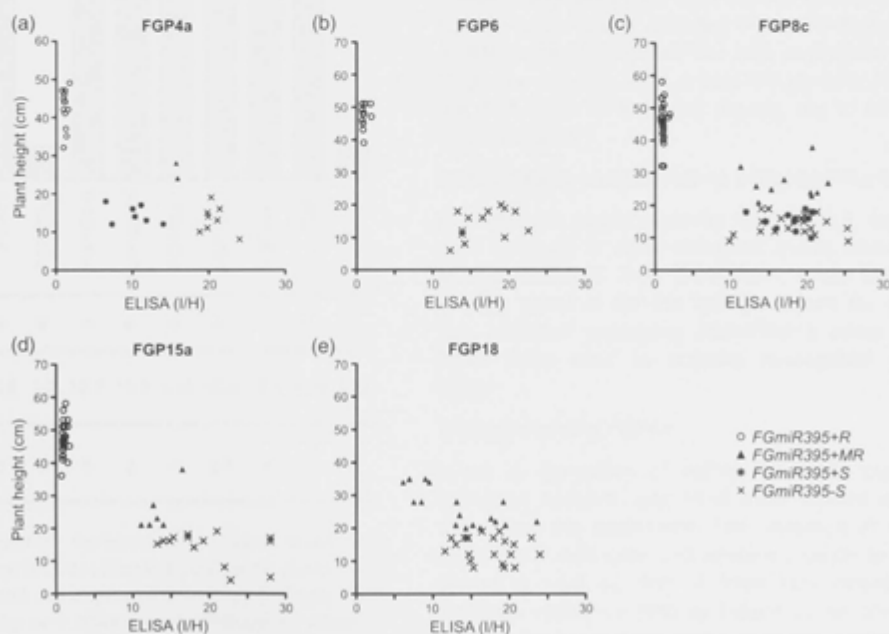 (a)
FGP4a
60
50
40
30
20
10
0
Plant height (cm)
0 10 20 30
ELISA (I/H)
(b)
FGP6
70
60
50
40
30
20
10
0
0 10 20 30
ELISA (I/H)
(c)
FGP8c
70
60
50
40
30
20
10
0
0 10 20 30
ELISA (I/H)
(d)
FGP15a
70
60
50
40
30
20
10
0
Plant height (cm)
0 10 20 30
ELISA (I/H)
(e)
FGP18
70
60
50
40
30
20
10
0
0 10 20 30
ELISA (I/H)
FGmiR395+R
FGmiR395+MR
FGmiR395+S
FGmiR395-S